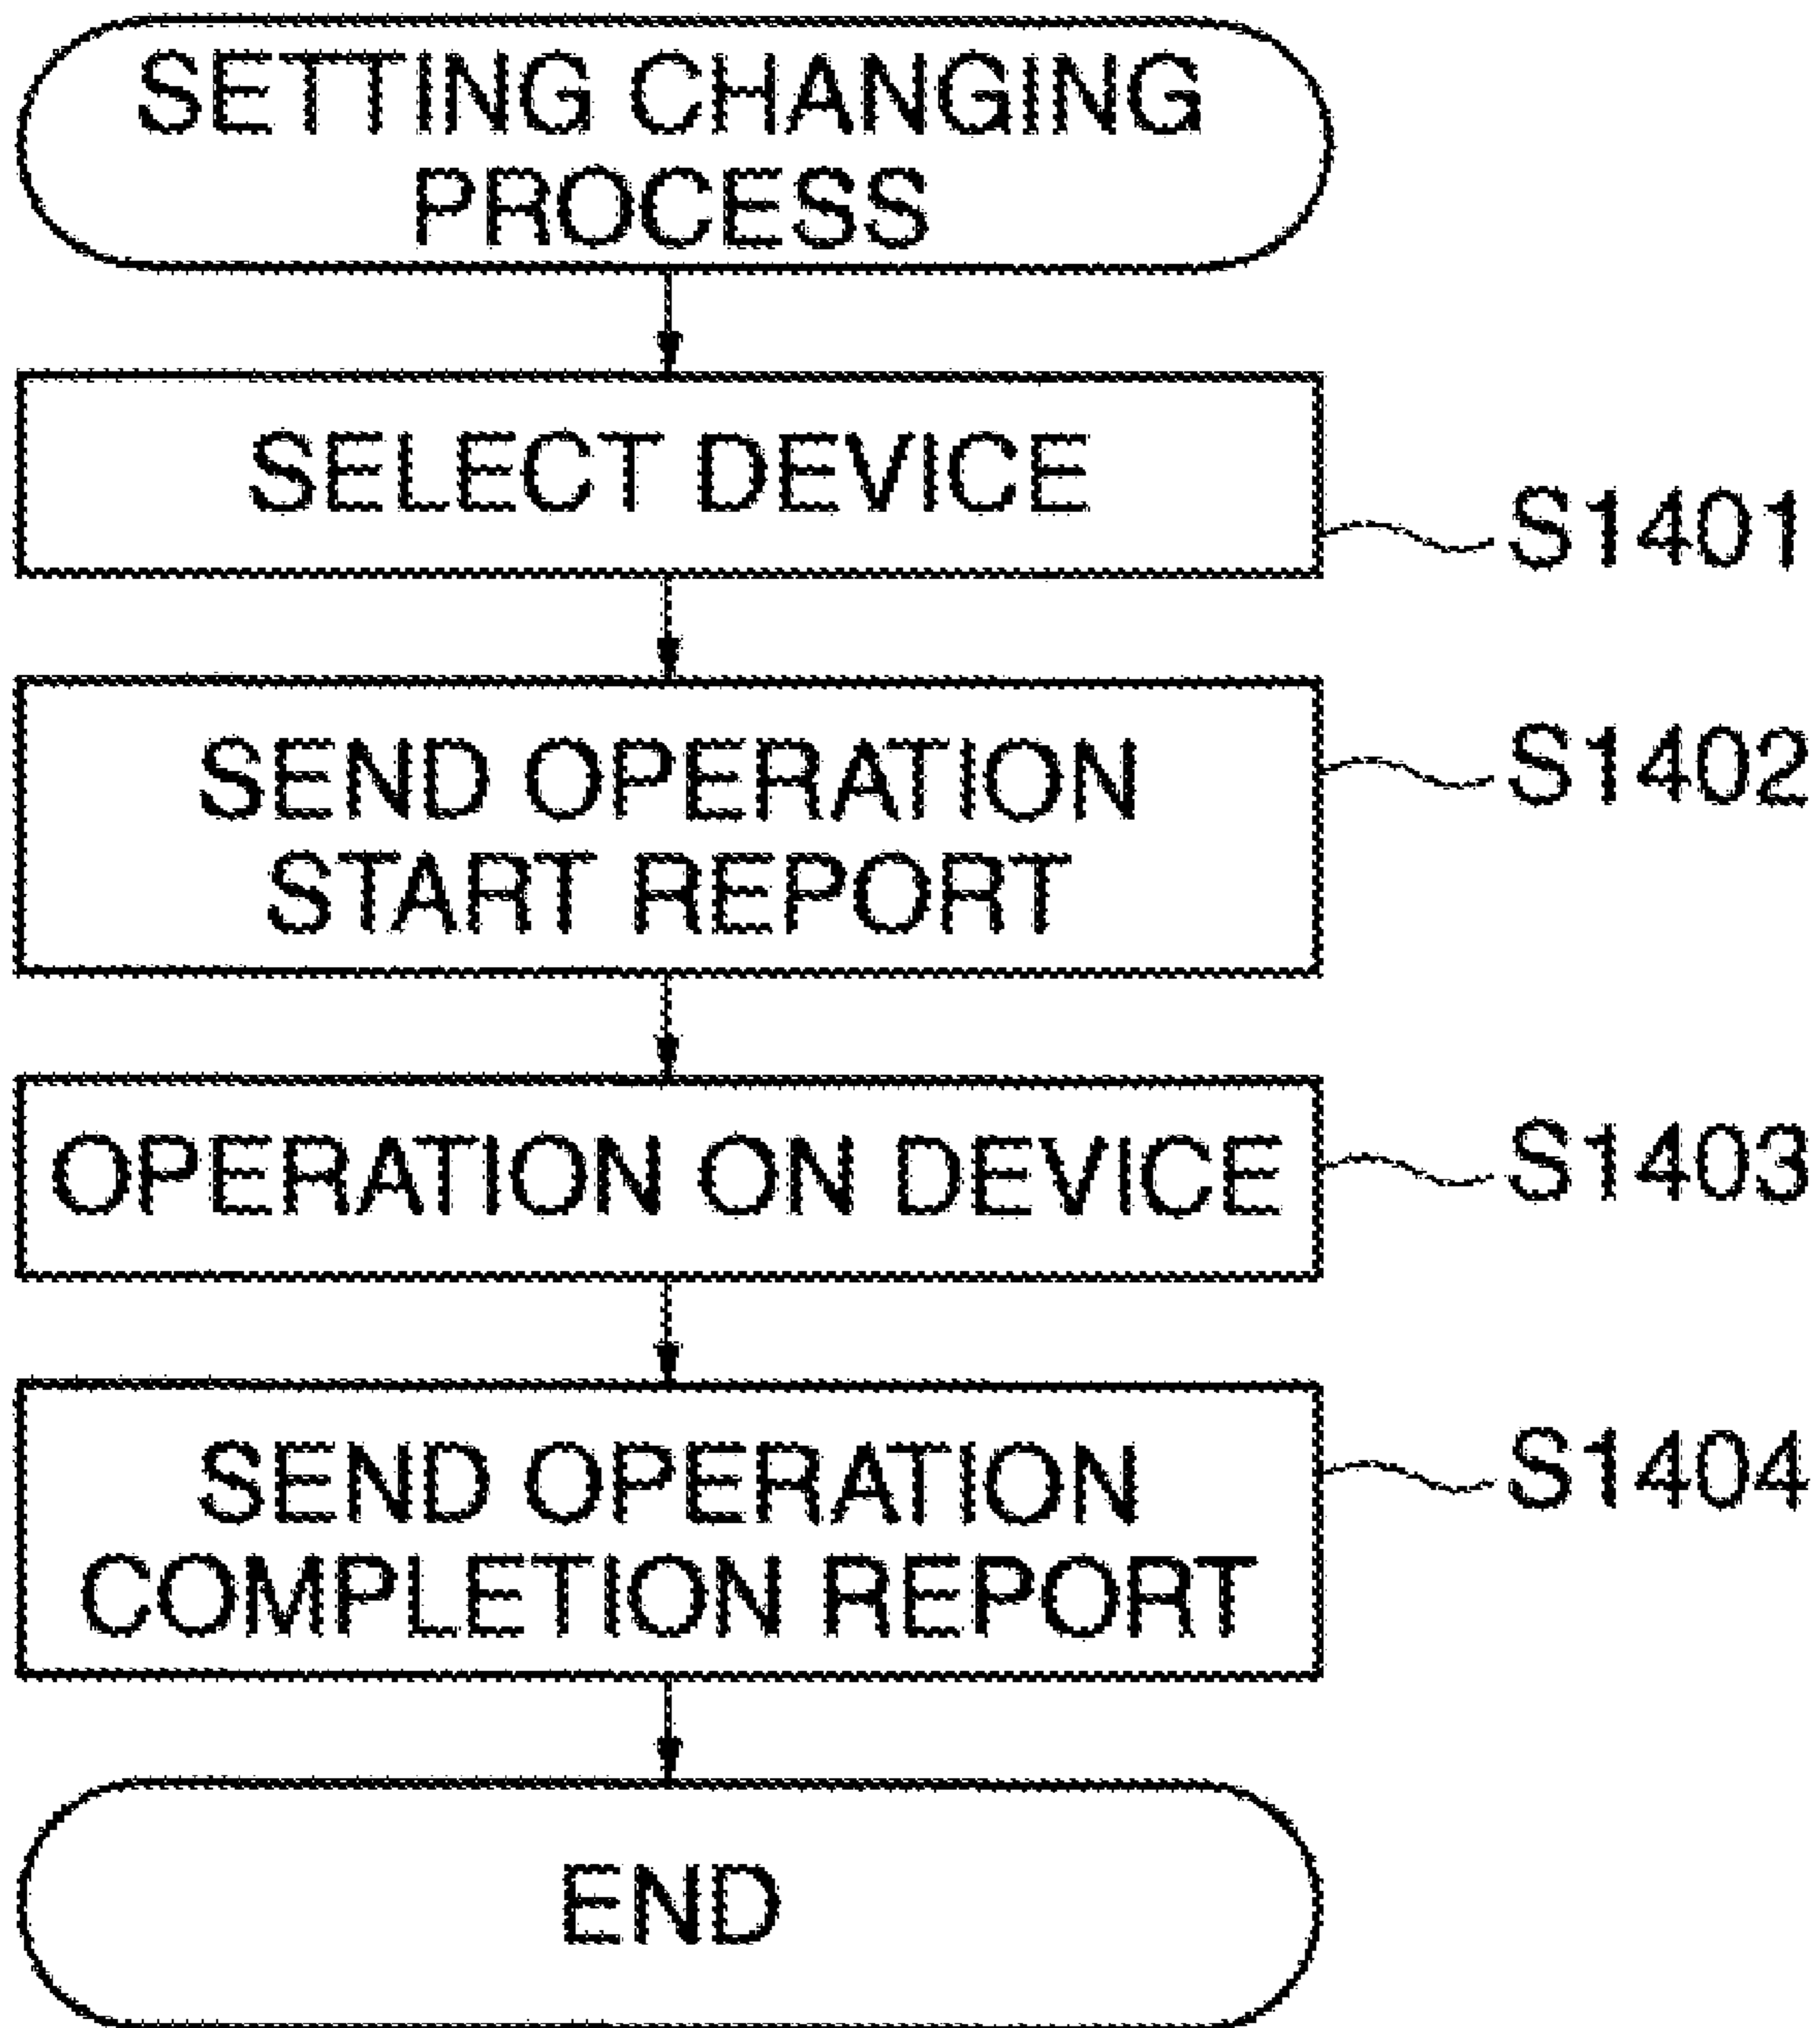 SETTING CHANGING
PROCESS
SELECT DEVICE
S1401
SEND OPERATION
START REPORT
S1402
OPERATION ON DEVICE
S1403
SEND OPERATION
COMPLETION REPORT
S1404
END